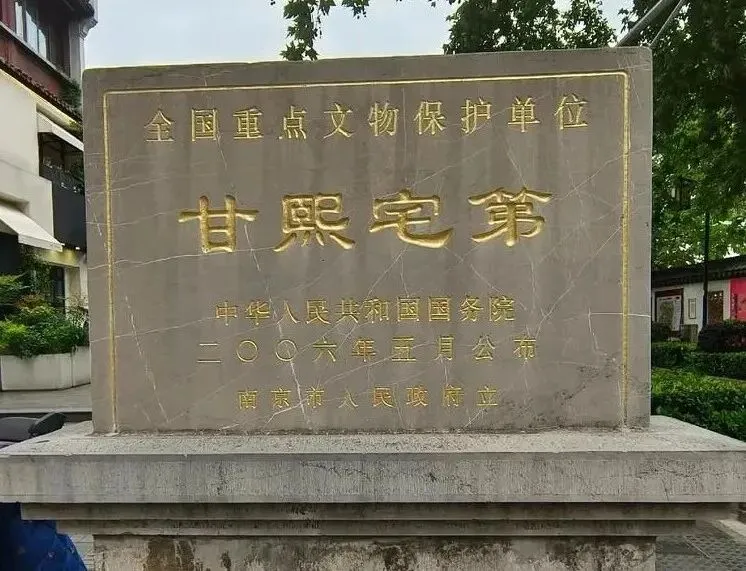 全国重点文物保护单位
甘熙宅第
中华人民共和国国务院
二〇〇六年五月公布
南京市人民政府立